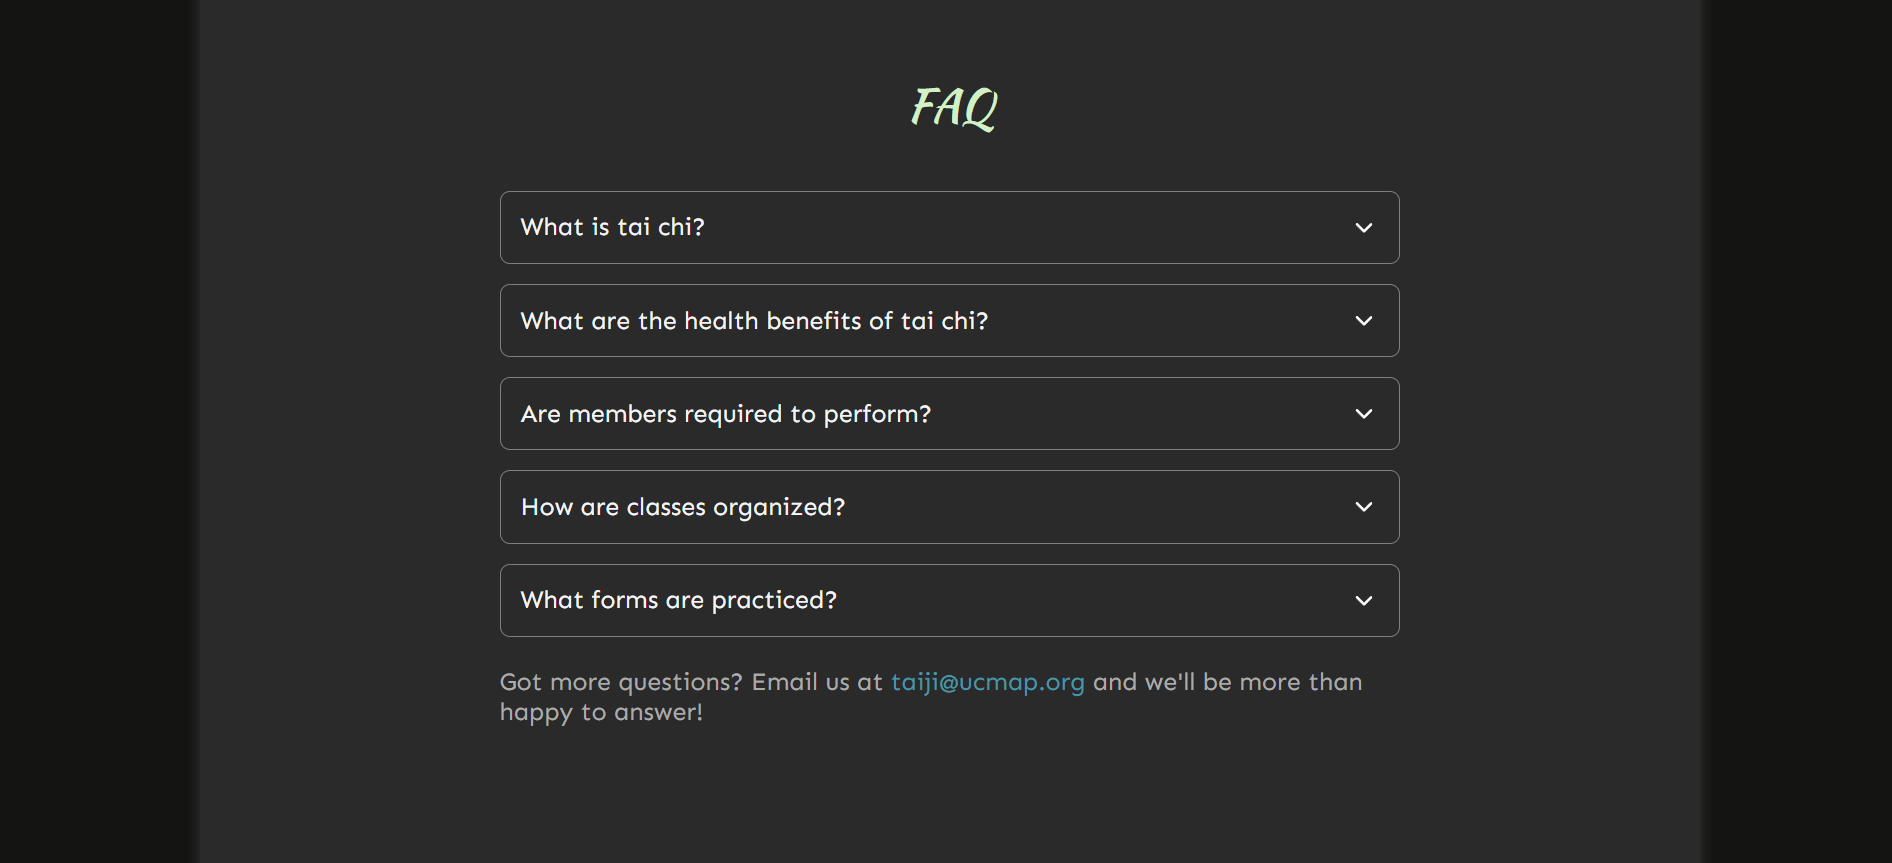 FAQ
What is tai chi?
What are the health benefits of tai chi?
Are members required to perform?
How are classes organized?
What forms are practiced?
Got more questions? Email us at taiji@ucmap.org and we'll be more than
happy to answer!